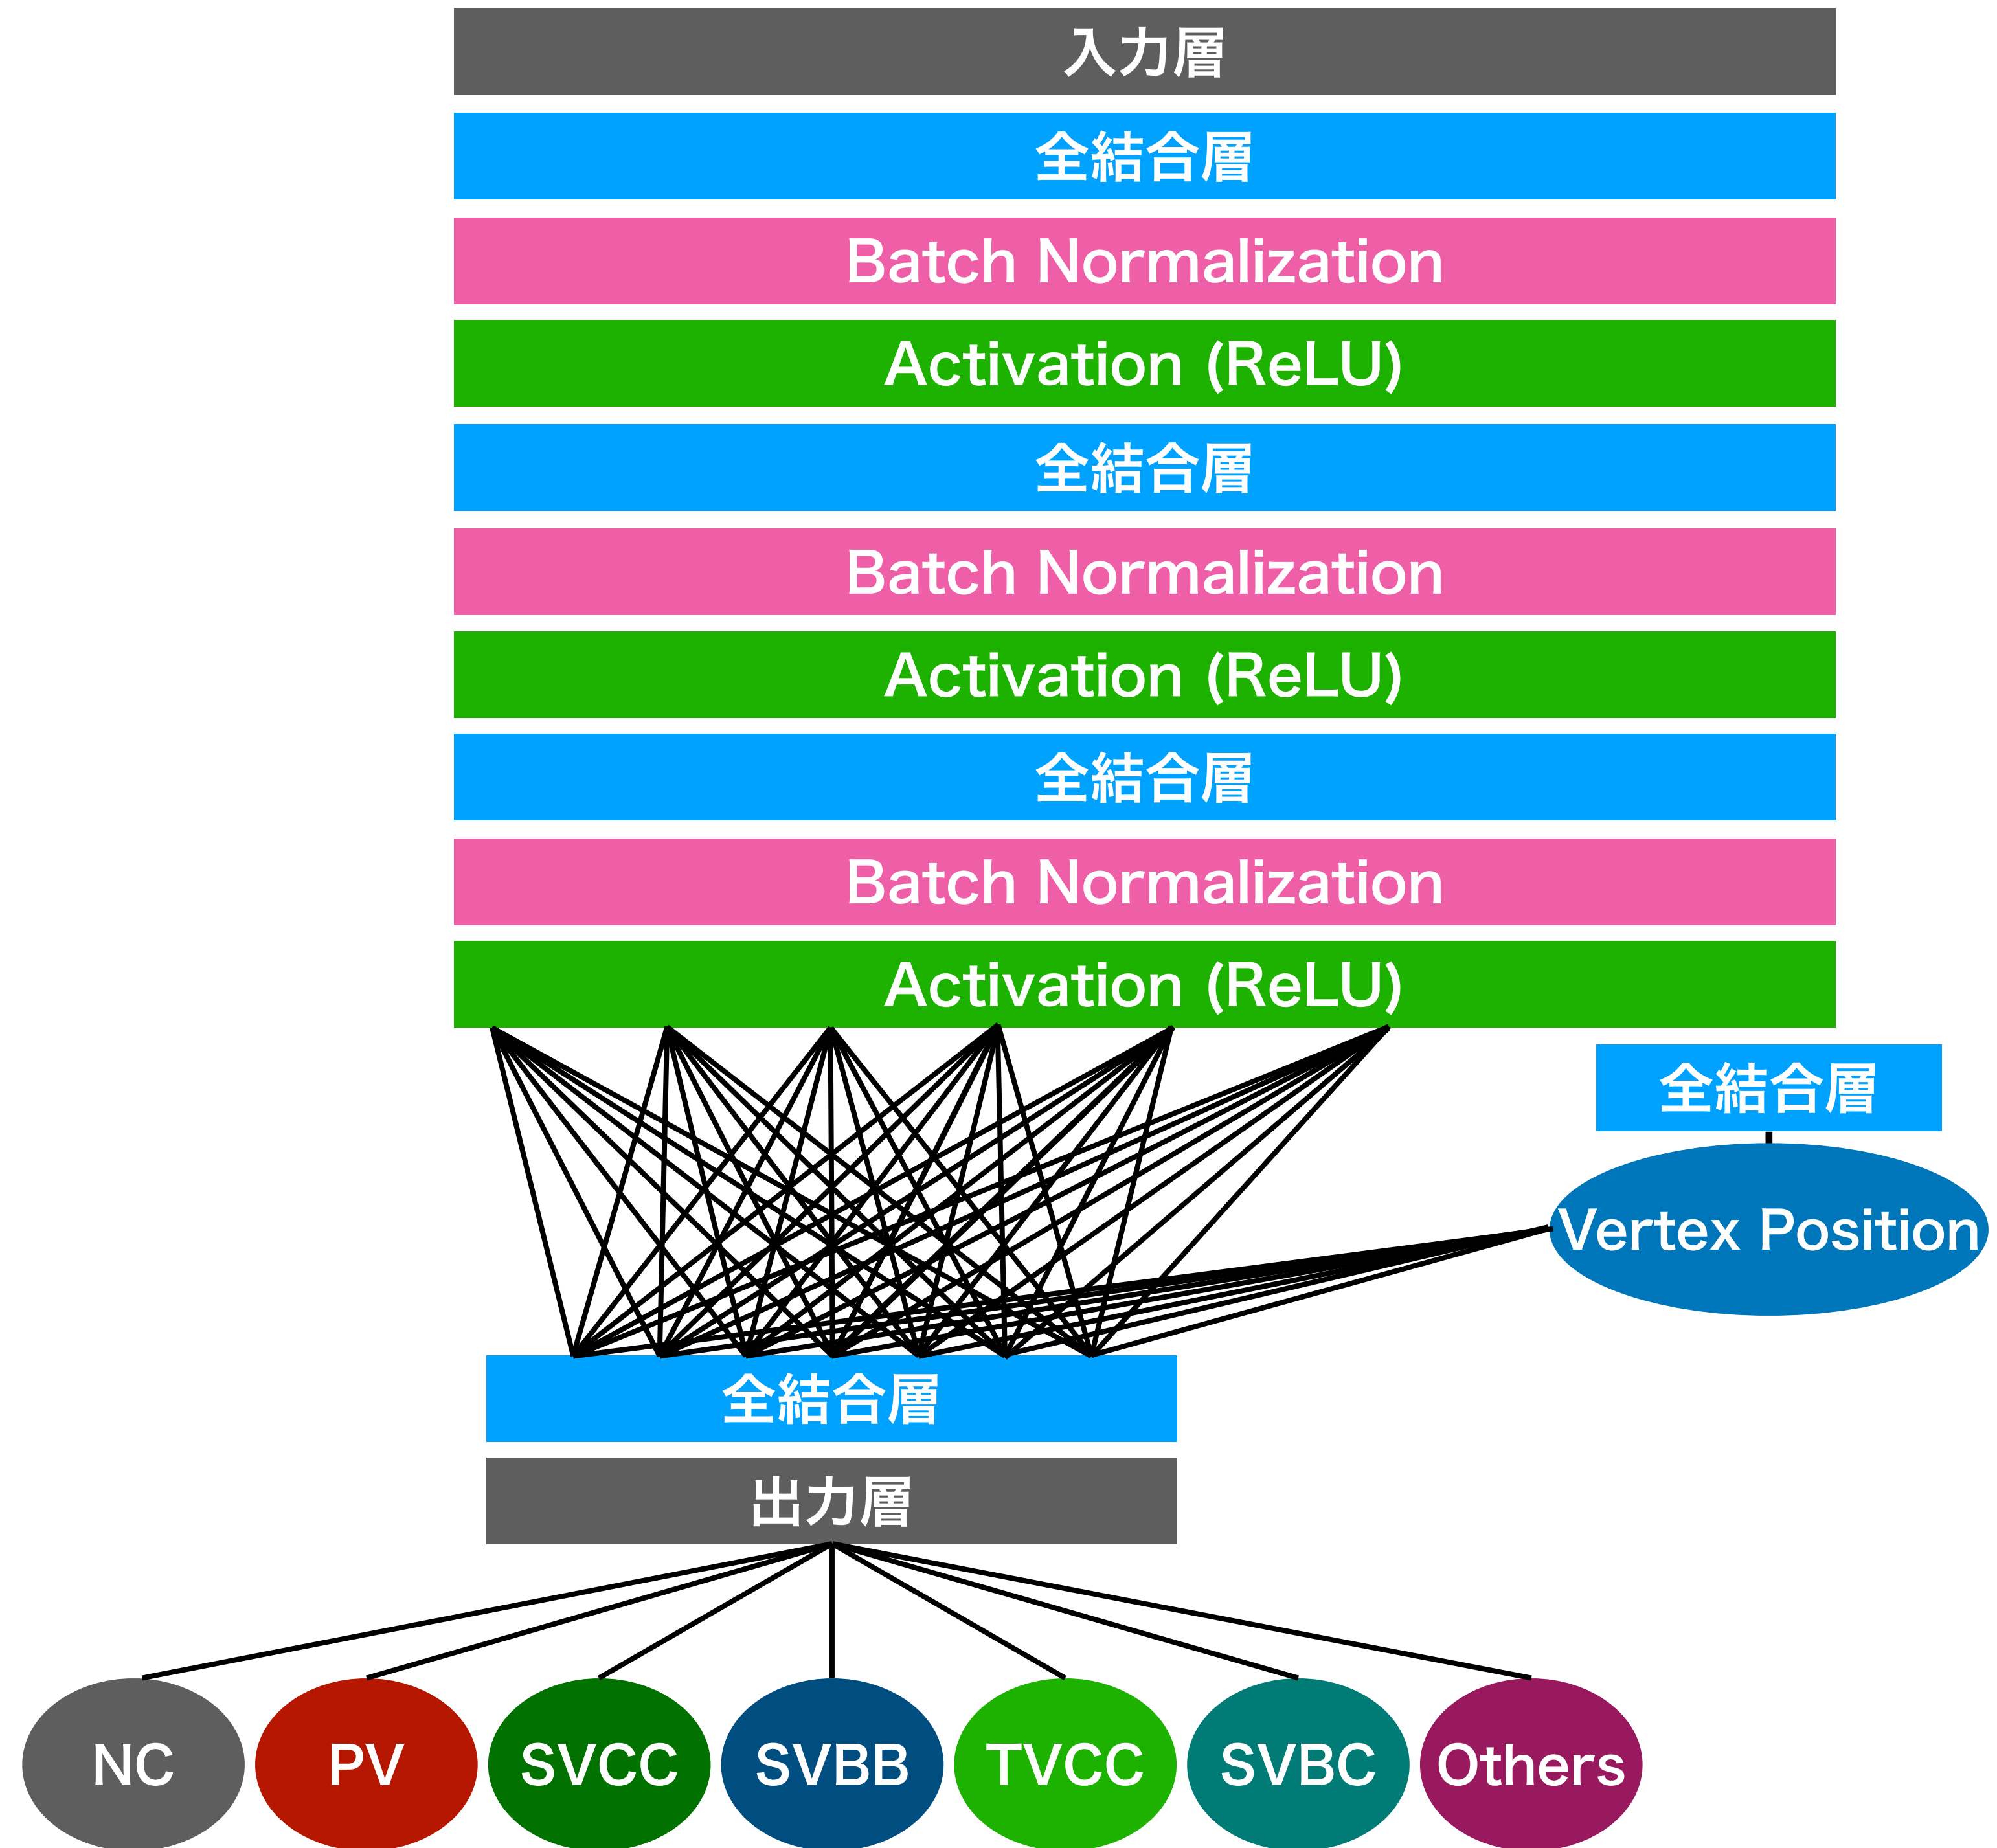 入力層
全結合層
Batch Normalization
Activation (ReLU)
全結合層
Batch Normalization
Activation (ReLU)
全結合層
Batch Normalization
Activation (ReLU)
全結合層
Vertex Position
全結合層
出力層
NC
PV
SVCC
SVBB
TVCC
SVBC
Others